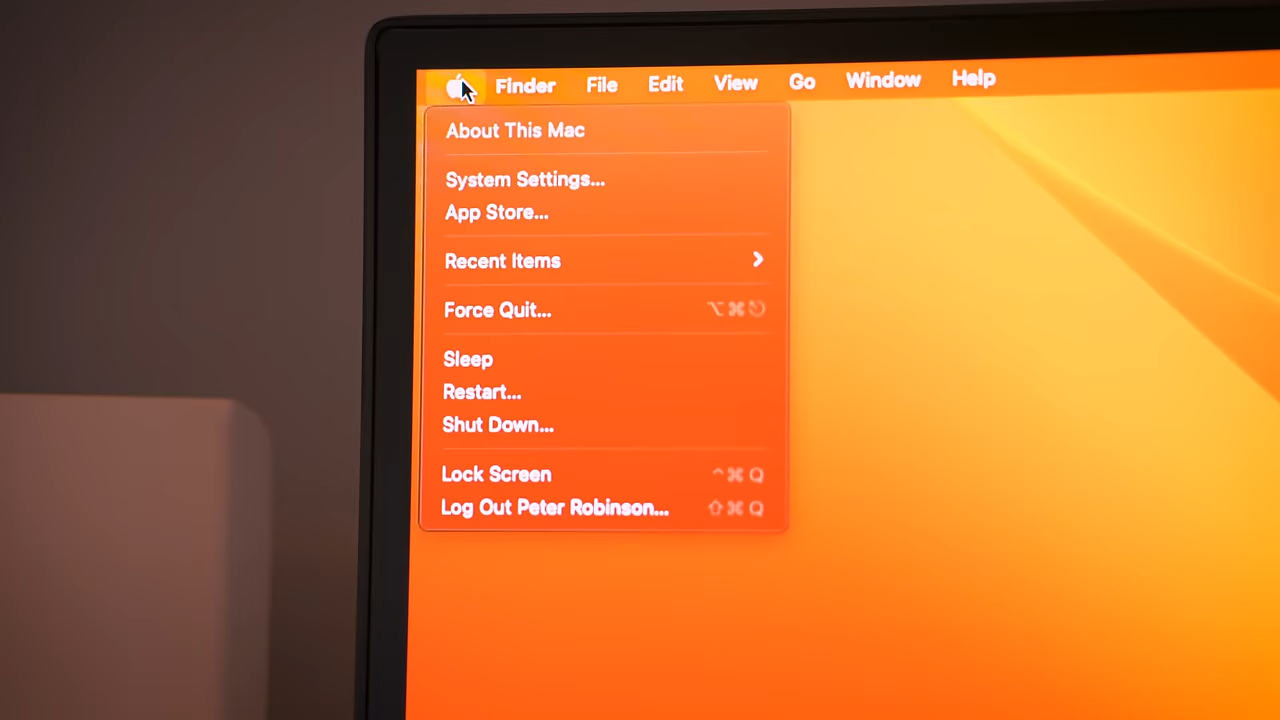 Finder File Edit View Go Window Help
About This Mac
System Settings...
App Store...
Recent Items
Force Quit... ⌥⌘⎋
Sleep
Restart...
Shut Down...
Lock Screen ^⌘Q
Log Out Peter Robinson... ⇧⌘Q